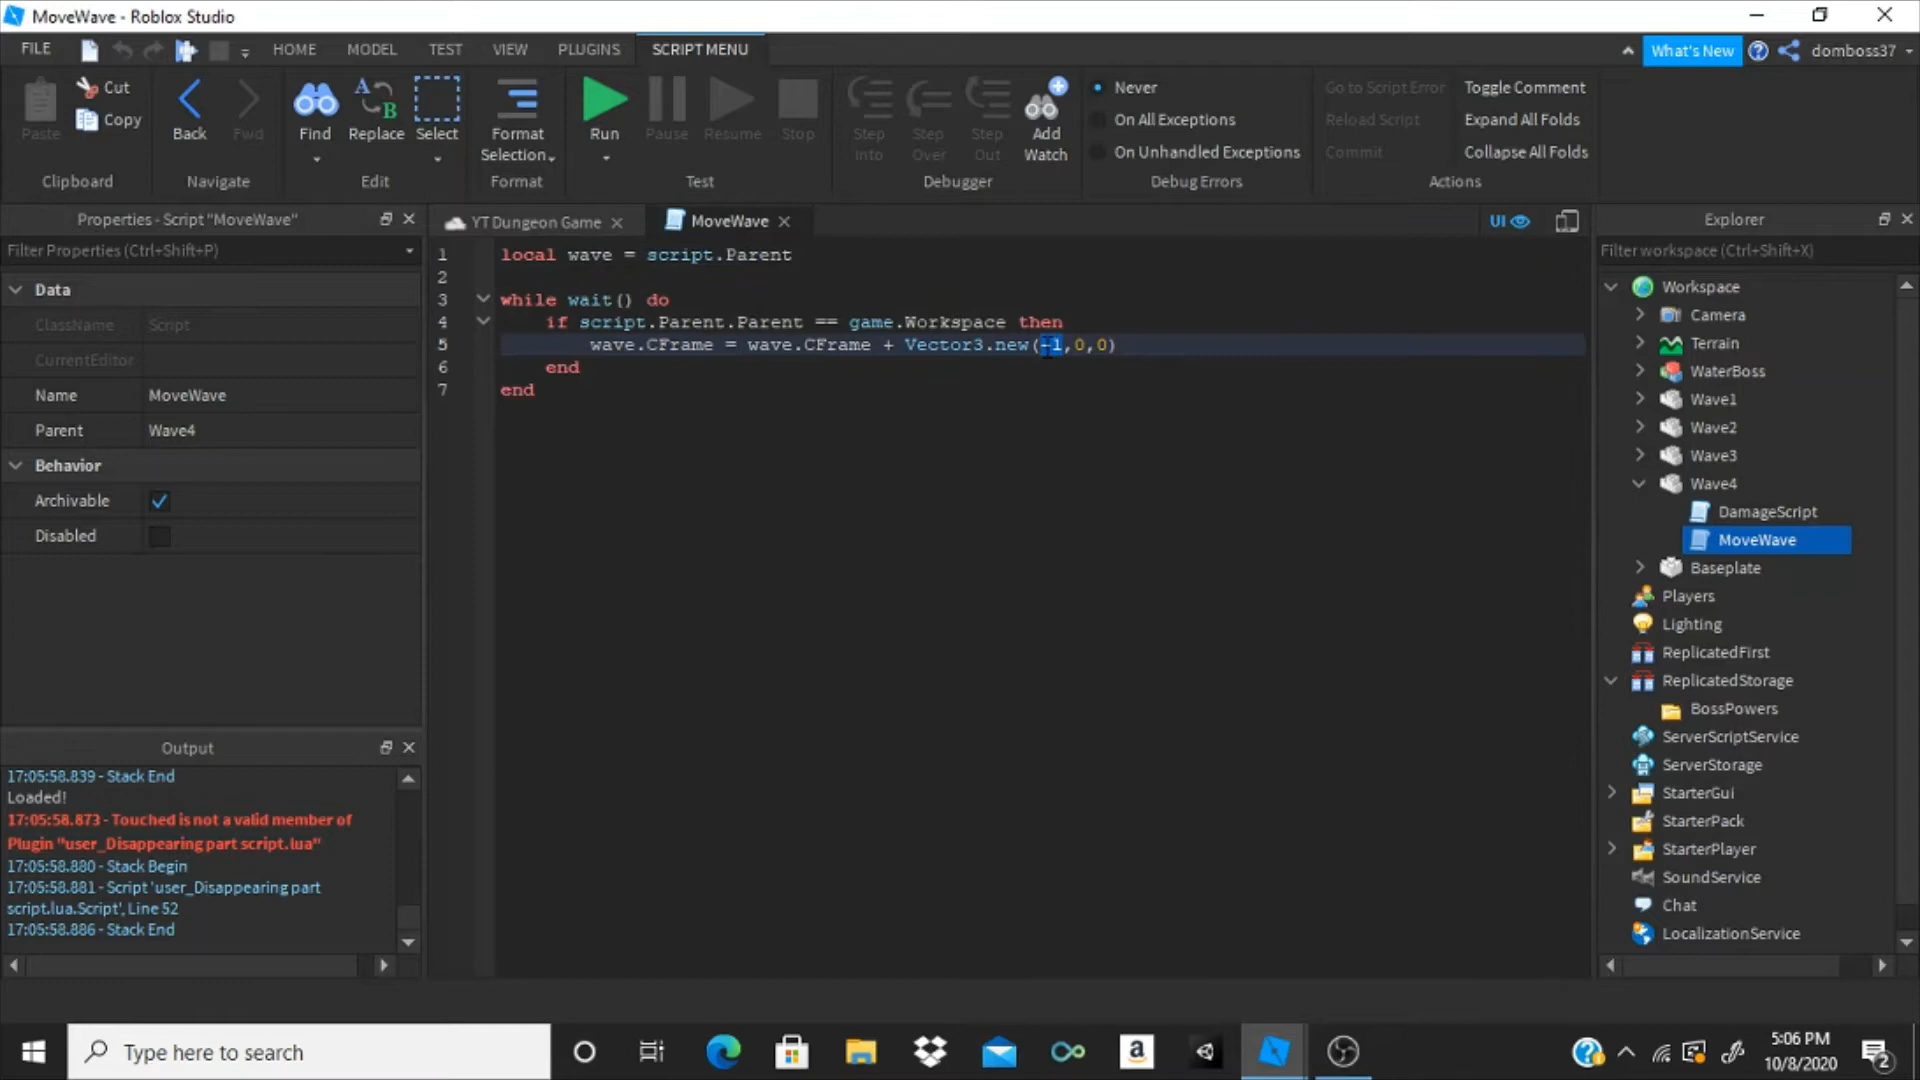 MoveWave - Roblox Studio
FILE HOME MODEL TEST VIEW PLUGINS SCRIPT MENU What's New domboss37
Paste Cut Copy
Clipboard
Back Fwd
Navigate
Find Replace Select
Edit
Format Selection
Format
Run Pause Resume Stop
Test
Step Into Step Over Step Out Add Watch
Debugger
Never
On All Exceptions
On Unhandled Exceptions
Debug Errors
Go to Script Error Toggle Comment
Reload Script Expand All Folds
Commit Collapse All Folds
Actions
Properties - Script "MoveWave"
Filter Properties (Ctrl+Shift+P)
Data
ClassName Script
CurrentEditor
Name MoveWave
Parent Wave4
Behavior
Archivable
Disabled
Output
17:05:58.839 - Stack End
Loaded!
17:05:58.873 - Touched is not a valid member of
Plugin "user_Disappearing part script.lua"
17:05:58.880 - Stack Begin
17:05:58.881 - Script 'user_Disappearing part
script.lua.Script', Line 52
17:05:58.886 - Stack End
YT Dungeon Game MoveWave UI
1 local wave = script.Parent
2
3 while wait() do
4 if script.Parent.Parent == game.Workspace then
5 wave.CFrame = wave.CFrame + Vector3.new(-1,0,0)
6 end
7 end
Explorer
Filter workspace (Ctrl+Shift+X)
Workspace
Camera
Terrain
WaterBoss
Wave1
Wave2
Wave3
Wave4
DamageScript
MoveWave
Baseplate
Players
Lighting
ReplicatedFirst
ReplicatedStorage
BossPowers
ServerScriptService
ServerStorage
StarterGui
StarterPack
StarterPlayer
SoundService
Chat
LocalizationService
Type here to search
a
5:06 PM
10/8/2020
2